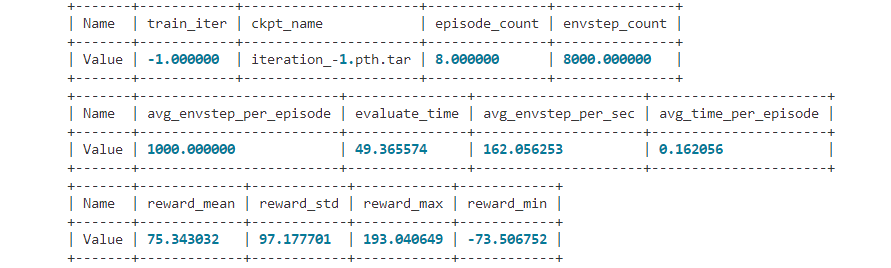 +-------+------------+----------------------+---------------+---------------+
| Name  | train_iter | ckpt_name            | episode_count | envstep_count |
+-------+------------+----------------------+---------------+---------------+
| Value | -1.000000  | iteration_-1.pth.tar | 8.000000      | 8000.000000   |
+-------+------------+----------------------+---------------+---------------+
+-------+-------------------------+---------------+---------------------+----------------------+
| Name  | avg_envstep_per_episode | evaluate_time | avg_envstep_per_sec | avg_time_per_episode |
+-------+-------------------------+---------------+---------------------+----------------------+
| Value | 1000.000000             | 49.365574     | 162.056253          | 0.162056             |
+-------+-------------------------+---------------+---------------------+----------------------+
+-------+-------------+------------+------------+------------+
| Name  | reward_mean | reward_std | reward_max | reward_min |
+-------+-------------+------------+------------+------------+
| Value | 75.343032   | 97.177701  | 193.040649 | -73.506752 |
+-------+-------------+------------+------------+------------+